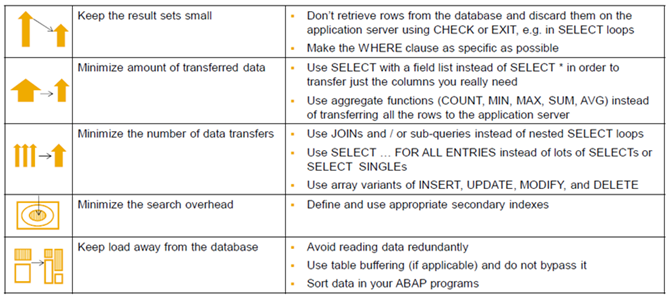 Keep the result sets small
• Don't retrieve rows from the database and discard them on the
application server using CHECK or EXIT, e.g. in SELECT loops
• Make the WHERE clause as specific as possible
Minimize amount of transferred data
• Use SELECT with a field list instead of SELECT * in order to
transfer just the columns you really need
• Use aggregate functions (COUNT, MIN, MAX, SUM, AVG) instead
of transferring all the rows to the application server
Minimize the number of data transfers
• Use JOINs and / or sub-queries instead of nested SELECT loops
• Use SELECT … FOR ALL ENTRIES instead of lots of SELECTs or
SELECT SINGLEs
• Use array variants of INSERT, UPDATE, MODIFY, and DELETE
Minimize the search overhead
• Define and use appropriate secondary indexes
Keep load away from the database
• Avoid reading data redundantly
• Use table buffering (if applicable) and do not bypass it
• Sort data in your ABAP programs